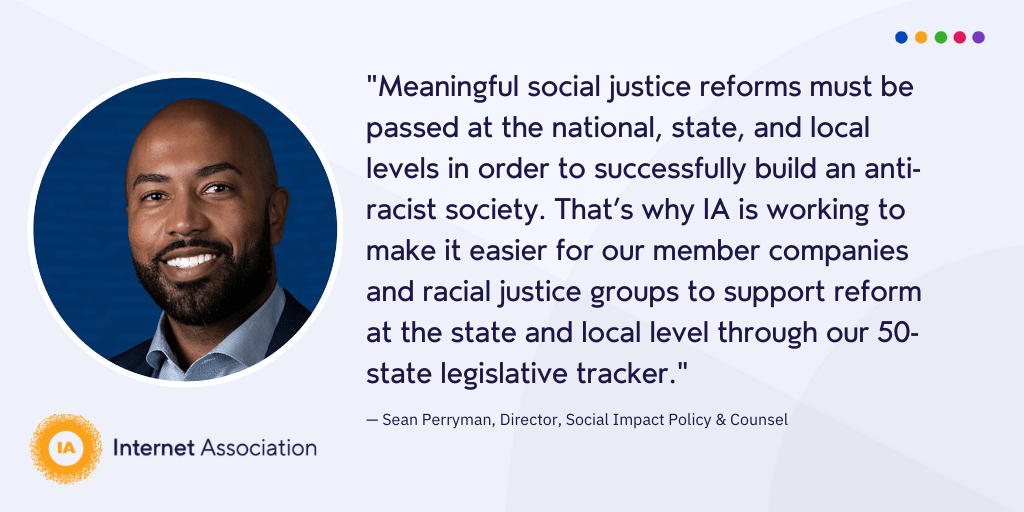 "Meaningful social justice reforms must be
passed at the national, state, and local
levels in order to successfully build an anti-
racist society. That’s why IA is working to
make it easier for our member companies
and racial justice groups to support reform
at the state and local level through our 50-
state legislative tracker."
— Sean Perryman, Director, Social Impact Policy & Counsel
IA Internet Association